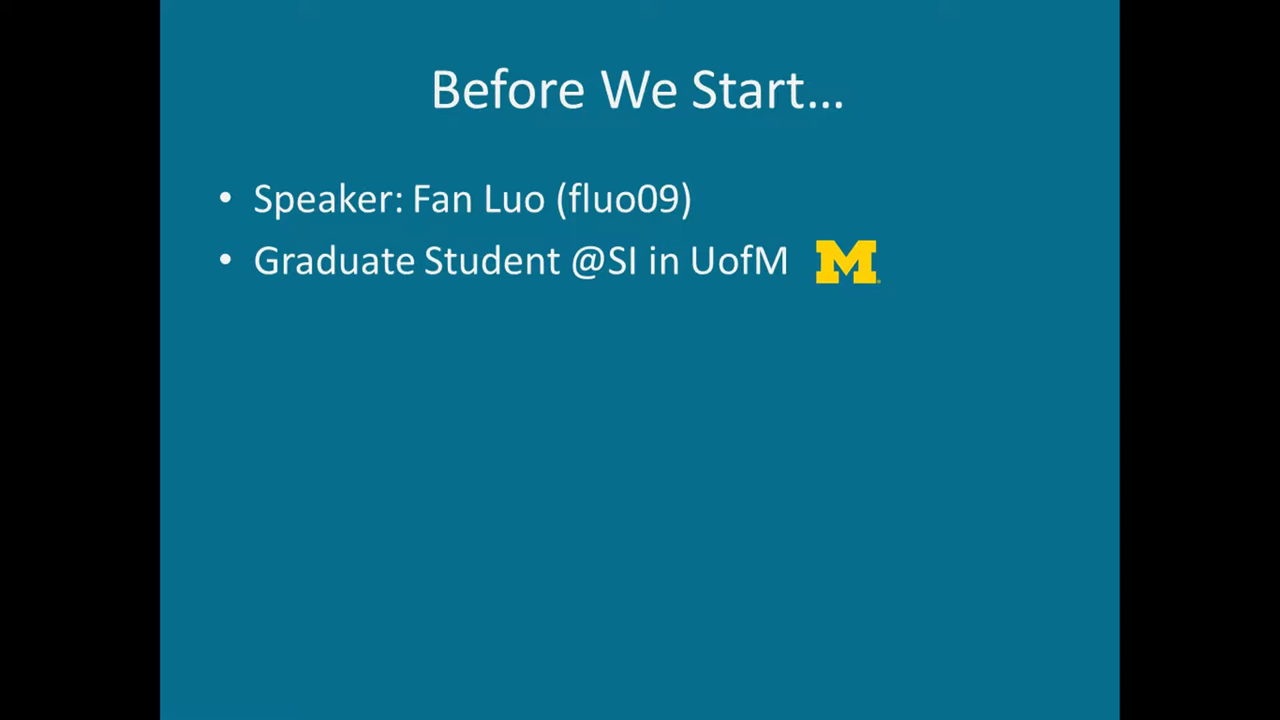 Before We Start…
• Speaker: Fan Luo (fluo09)
• Graduate Student @SI in UofM M